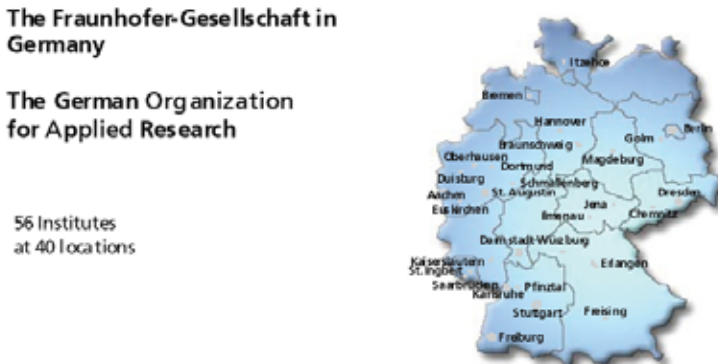 The Fraunhofer-Gesellschaft in
Germany
The German Organization
for Applied Research
56 Institutes
at 40 locations
Itzehoe
Bremen
Hannover
Berlin
Golm
Braunschweig
Oberhausen
Magdeburg
Dortmund
Duisburg
Schmallenberg
Aachen
St. Augustin
Dresden
Euskirchen
Jena
Ilmenau
Chemnitz
Darmstadt Würzburg
Kaiserslautern
Erlangen
St. Ingbert
Saarbrücken
Pfinztal
Karlsruhe
Stuttgart
Freising
Freiburg